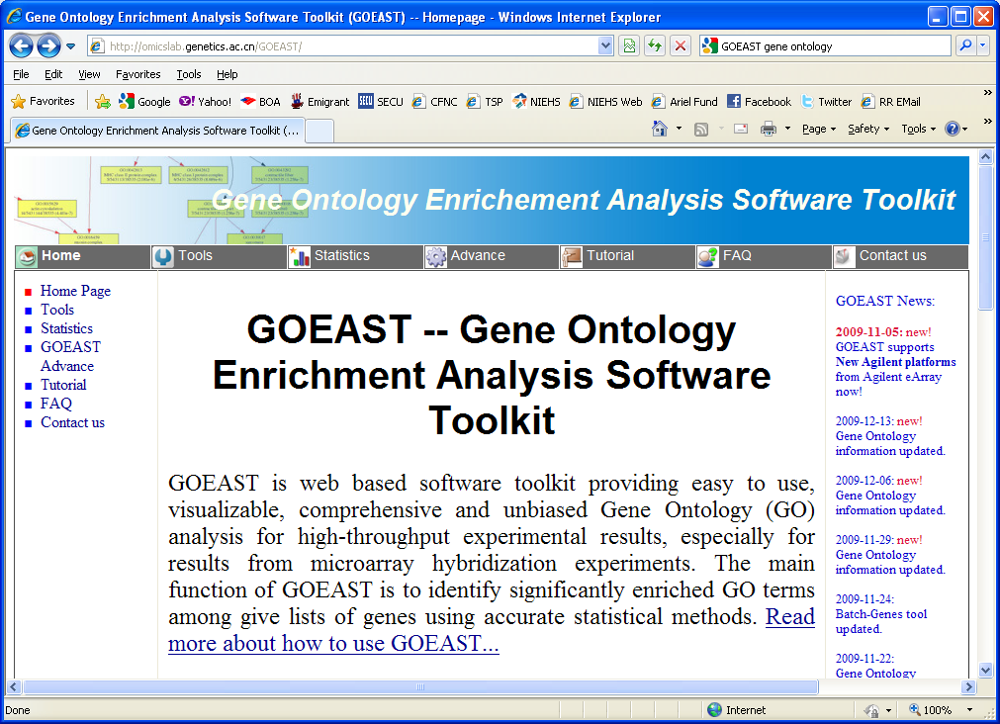 Gene Ontology Enrichment Analysis Software Toolkit (GOEAST) -- Homepage - Windows Internet Explorer
http://omicslab.genetics.ac.cn/GOEAST/
GOEAST gene ontology
File Edit View Favorites Tools Help
Favorites Google Yahoo! BOA Emigrant SECU CFNC TSP NIEHS NIEHS Web Ariel Fund Facebook Twitter RR EMail
Gene Ontology Enrichment Analysis Software Toolkit (...
Page Safety Tools
Gene Ontology Enrichement Analysis Software Toolkit
Home Tools Statistics Advance Tutorial FAQ Contact us
Home Page
Tools
Statistics
GOEAST
Advance
Tutorial
FAQ
Contact us
GOEAST -- Gene Ontology
Enrichment Analysis Software
Toolkit
GOEAST is web based software toolkit providing easy to use,
visualizable, comprehensive and unbiased Gene Ontology (GO)
analysis for high-throughput experimental results, especially for
results from microarray hybridization experiments. The main
function of GOEAST is to identify significantly enriched GO terms
among give lists of genes using accurate statistical methods. Read
more about how to use GOEAST...
GOEAST News:
2009-11-05: new!
GOEAST supports
New Agilent platforms
from Agilent eArray
now!
2009-12-13: new!
Gene Ontology
information updated.
2009-12-06: new!
Gene Ontology
information updated.
2009-11-29: new!
Gene Ontology
information updated.
2009-11-24:
Batch-Genes tool
updated.
2009-11-22:
Gene Ontology
Done
Internet
100%